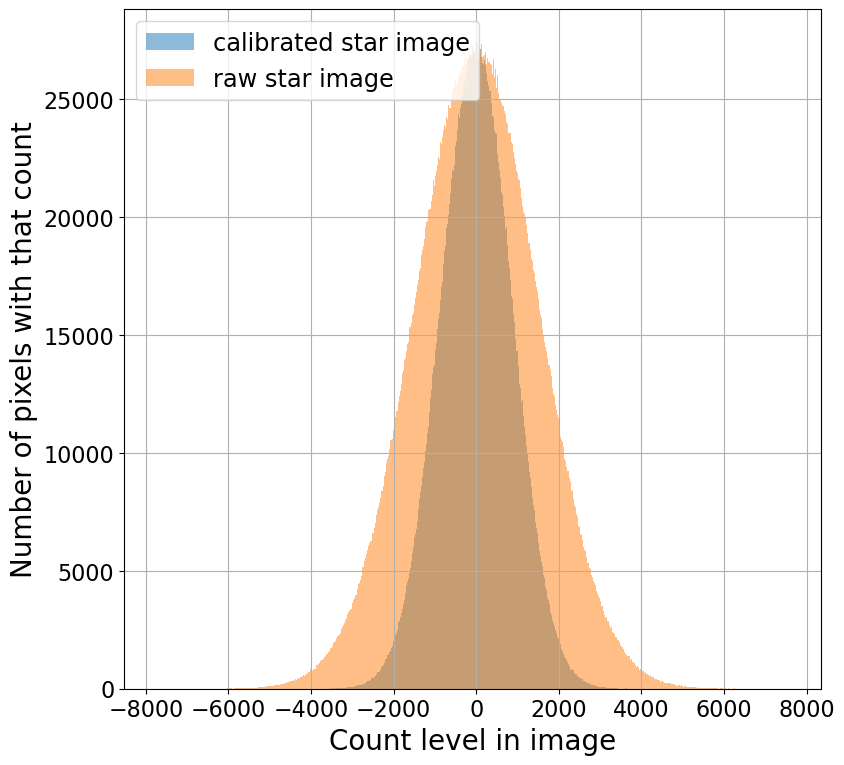 calibrated star image
raw star image
25000
20000
15000
10000
5000
0
−8000 −6000 −4000 −2000 0 2000 4000 6000 8000
Count level in image
Number of pixels with that count